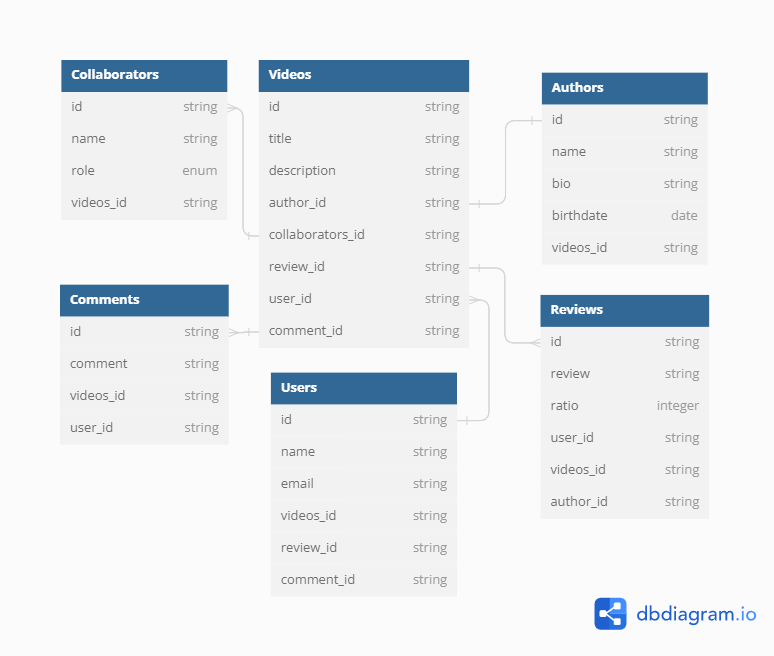 Collaborators
id string
name string
role enum
videos_id string
Videos
id string
title string
description string
author_id string
collaborators_id string
review_id string
user_id string
comment_id string
Authors
id string
name string
bio string
birthdate date
videos_id string
Comments
id string
comment string
videos_id string
user_id string
Users
id string
name string
email string
videos_id string
review_id string
comment_id string
Reviews
id string
review string
ratio integer
user_id string
videos_id string
author_id string
dbdiagram.io